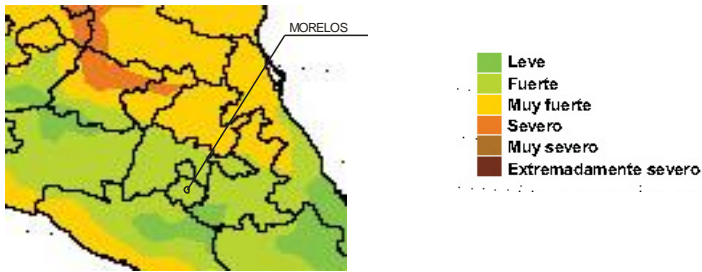 MORELOS
Leve
Fuerte
Muy fuerte
Severo
Muy severo
Extremadamente severo